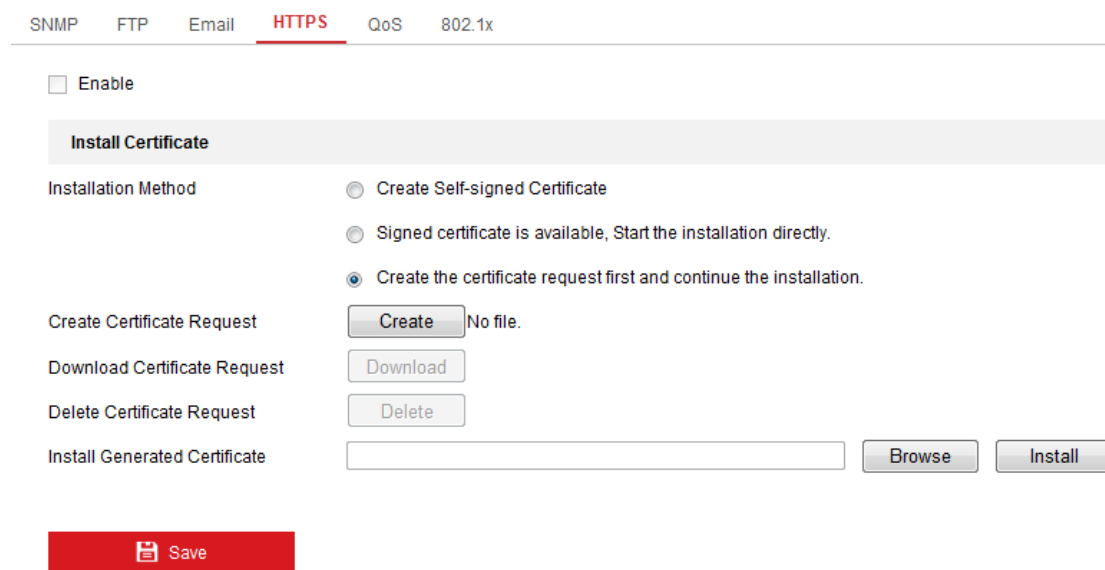 SNMP FTP Email HTTPS QoS 802.1x
Enable
Install Certificate
Installation Method Create Self-signed Certificate
Signed certificate is available, Start the installation directly.
Create the certificate request first and continue the installation.
Create Certificate Request Create No file.
Download Certificate Request Download
Delete Certificate Request Delete
Install Generated Certificate Browse Install
Save